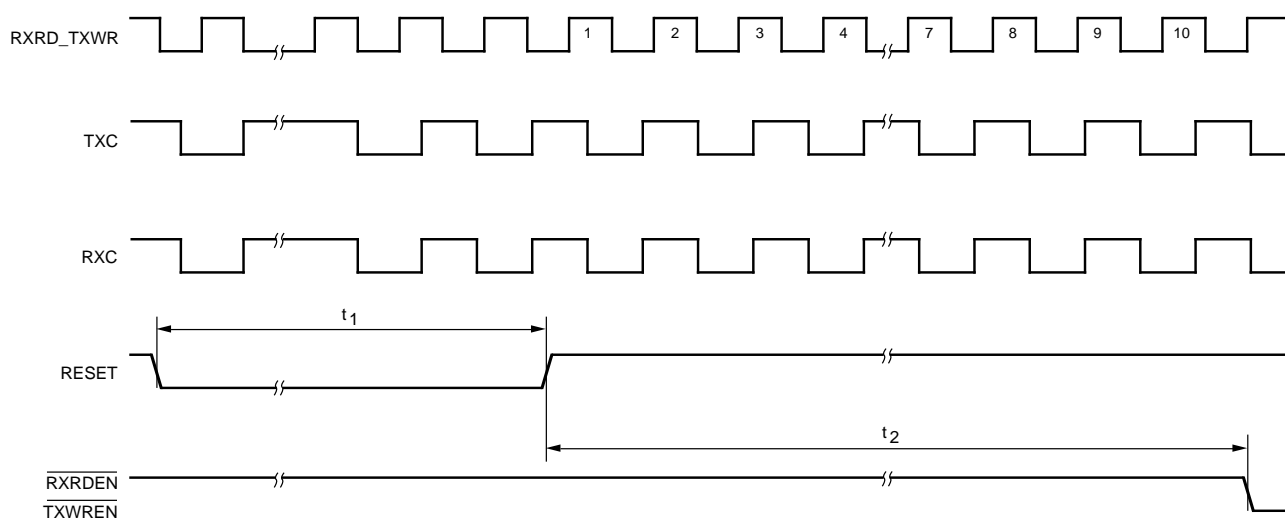 RXRD_TXWR
1 2 3 4 7 8 9 10
TXC
RXC
t1
RESET
t2
RXRDEN
TXWREN